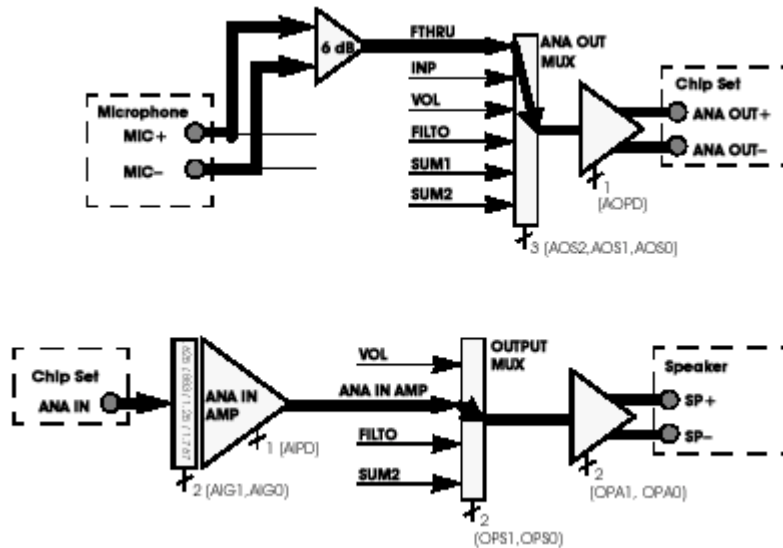 6 dB
FTHRU
ANA OUT
MUX
INP
Chip Set
VOL
ANA OUT+
Microphone
MIC+
FILTO
ANA OUT–
MIC–
SUM1
1
(AOPD)
SUM2
3 (AOS2,AOS1,AOS0)
OUTPUT
MUX
VOL
Speaker
Chip Set
ANA IN
ANA IN
AMP
ANA IN AMP
SP+
SP–
1 (AIPD)
FILTO
2 (AIG1,AIG0)
SUM2
2
(OPA1, OPA0)
2
(OPS1,OPS0)